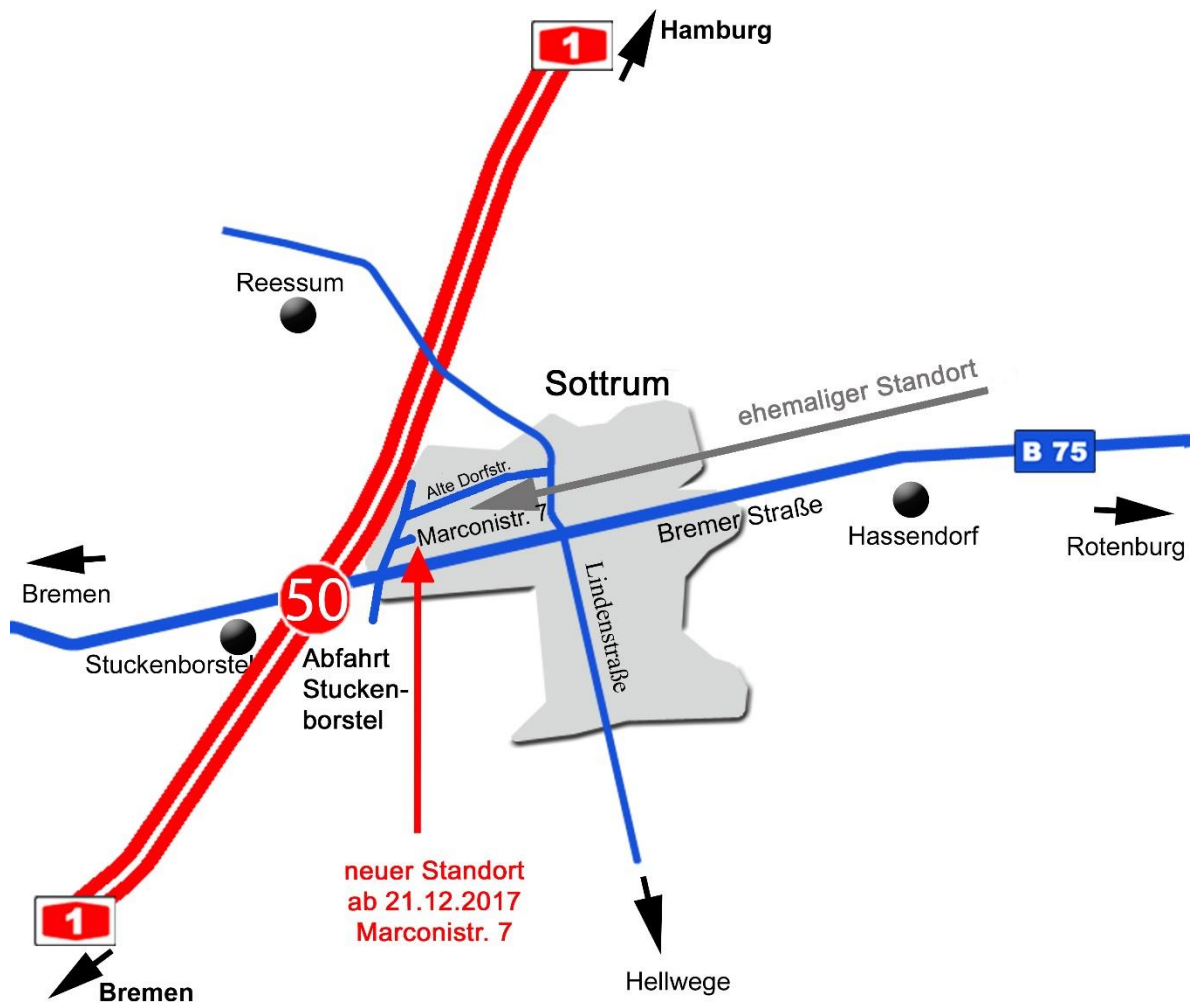 1
Hamburg
Reessum
Sottrum
ehemaliger Standort
B 75
Alte Dorfstr.
Marconistr. 7
Bremer Straße
Hassendorf
Rotenburg
Bremen
50
Lindenstraße
Stuckenborstel
Abfahrt
Stucken-
borstel
neuer Standort
ab 21.12.2017
Marconistr. 7
1
Bremen
Hellwege